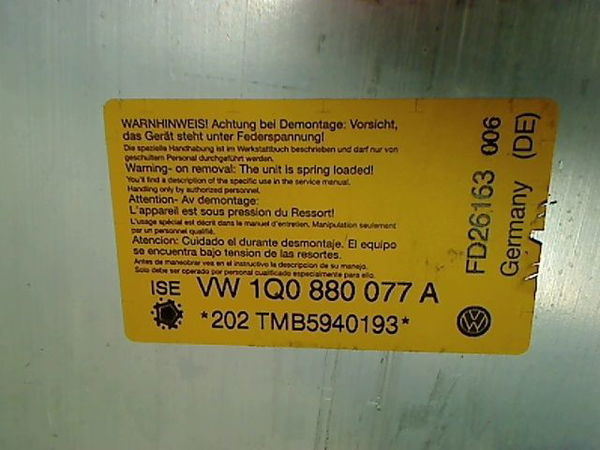 WARNHINWEIS! Achtung bei Demontage: Vorsicht,
das Gerät steht unter Federspannung!
Die spezielle Handhabung ist im Werkstattbuch beschrieben und darf nur von
geschultem Personal durchgeführt werden.
Warning- on removal: The unit is spring loaded!
You'll find a description of the specific use in the service manual.
Handling only by authorized personnel.
Attention- Av demontage:
L'appareil est sous pression du Ressort!
L'usage spécial est décrit dans le manuel d'entretien. Manipulation seulement
par un personnel qualifié.
Atencion: Cuidado el durante desmontaje. El equipo
se encuentra bajo tension de las resortes.
Antes de maneobrar vea en el instructivo la descripcion de su manejo.
Solo debe ser operado por personal cualificado especialmente para ello.
ISE VW 1Q0 880 077 A
*202 TMB5940193*
FD26163 006
Germany (DE)